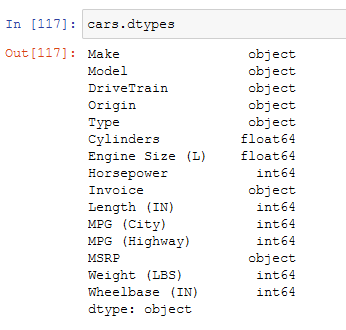 In [117]: cars.dtypes
Out[117]: Make object
Model object
DriveTrain object
Origin object
Type object
Cylinders float64
Engine Size (L) float64
Horsepower int64
Invoice object
Length (IN) int64
MPG (City) int64
MPG (Highway) int64
MSRP object
Weight (LBS) int64
Wheelbase (IN) int64
dtype: object